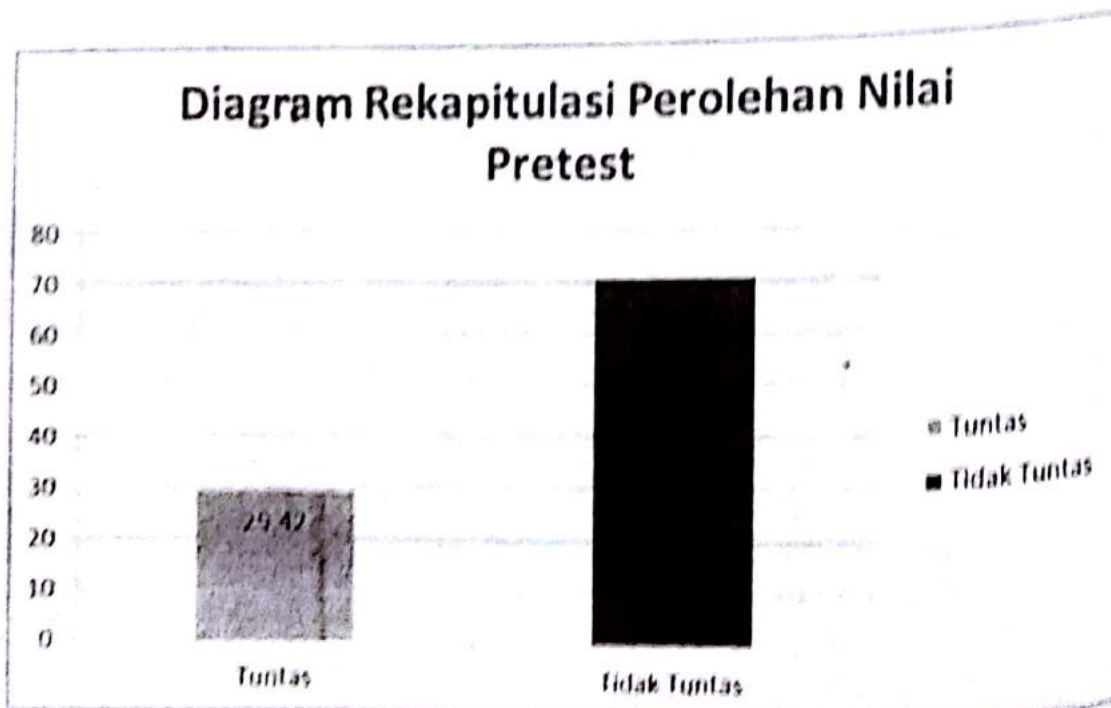 Diagram Rekapitulasi Perolehan Nilai
Pretest
80
70
60
50
40
30
20
10
0
29,42
Tuntas
Tidak Tuntas
Tuntas
Tidak Tuntas